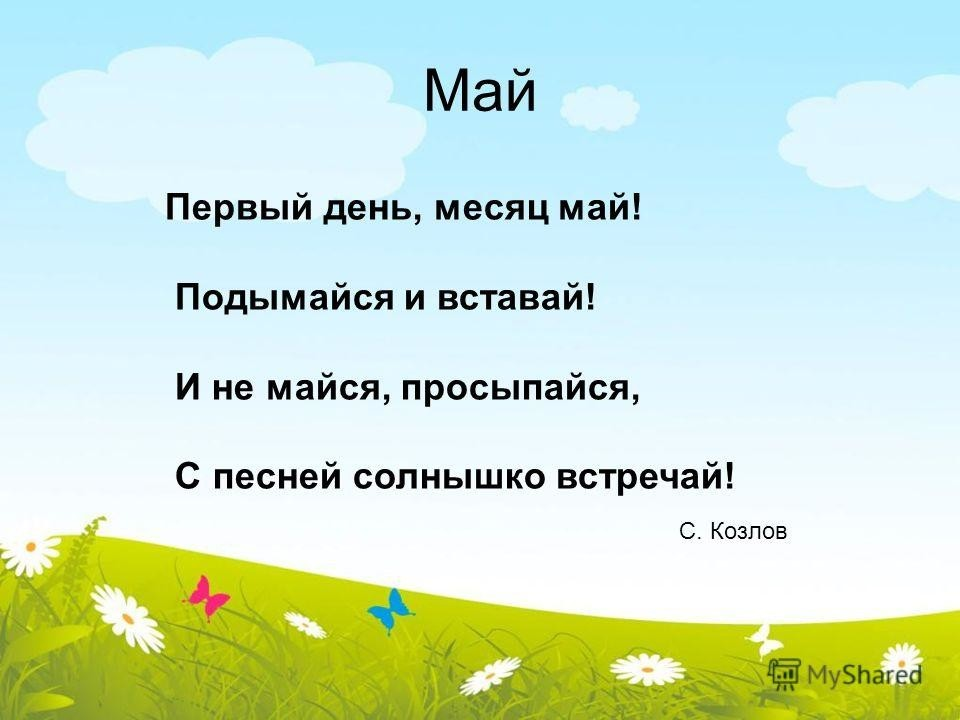 Май
Первый день, месяц май!
Подымайся и вставай!
И не майся, просыпайся,
С песней солнышко встречай!
С. Козлов
MyShared